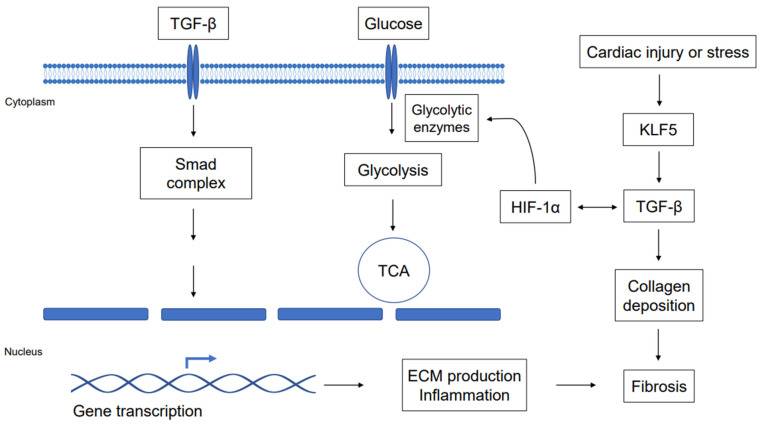 TGF-β
Glucose
Cardiac injury or stress
Cytoplasm
Glycolytic
enzymes
KLF5
Smad
complex
Glycolysis
HIF-1α
TGF-β
TCA
Collagen
deposition
Nucleus
ECM production
Inflammation
Fibrosis
Gene transcription